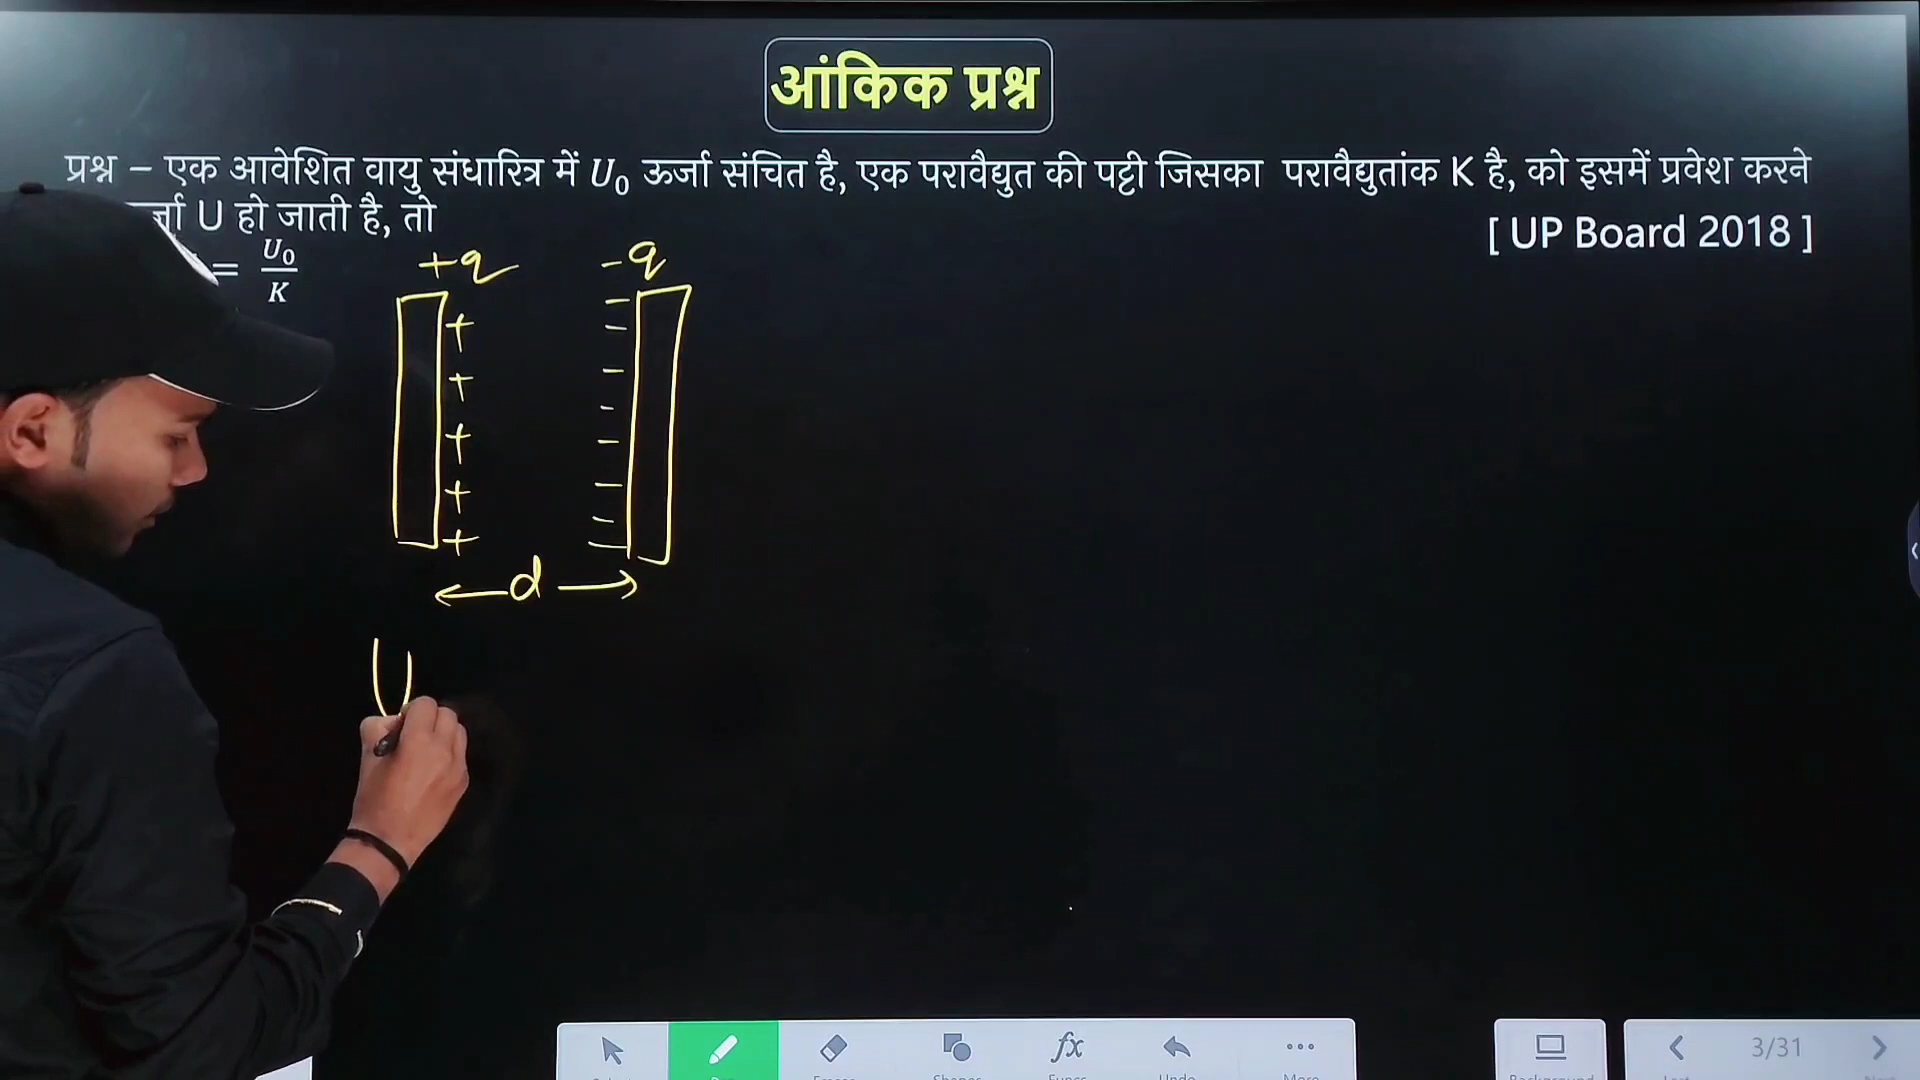 आंकिक प्रश्न
प्रश्न – एक आवेशित वायु संधारित्र में U₀ ऊर्जा संचित है, एक परावैद्युत की पट्टी जिसका परावैद्युतांक K है, को इसमें प्रवेश करने
U हो जाती है, तो
[ UP Board 2018 ]
= U₀/K
+q -q
+ −
+ −
+ −
+ −
+ −
−
−
−
d
U
fx
3/31